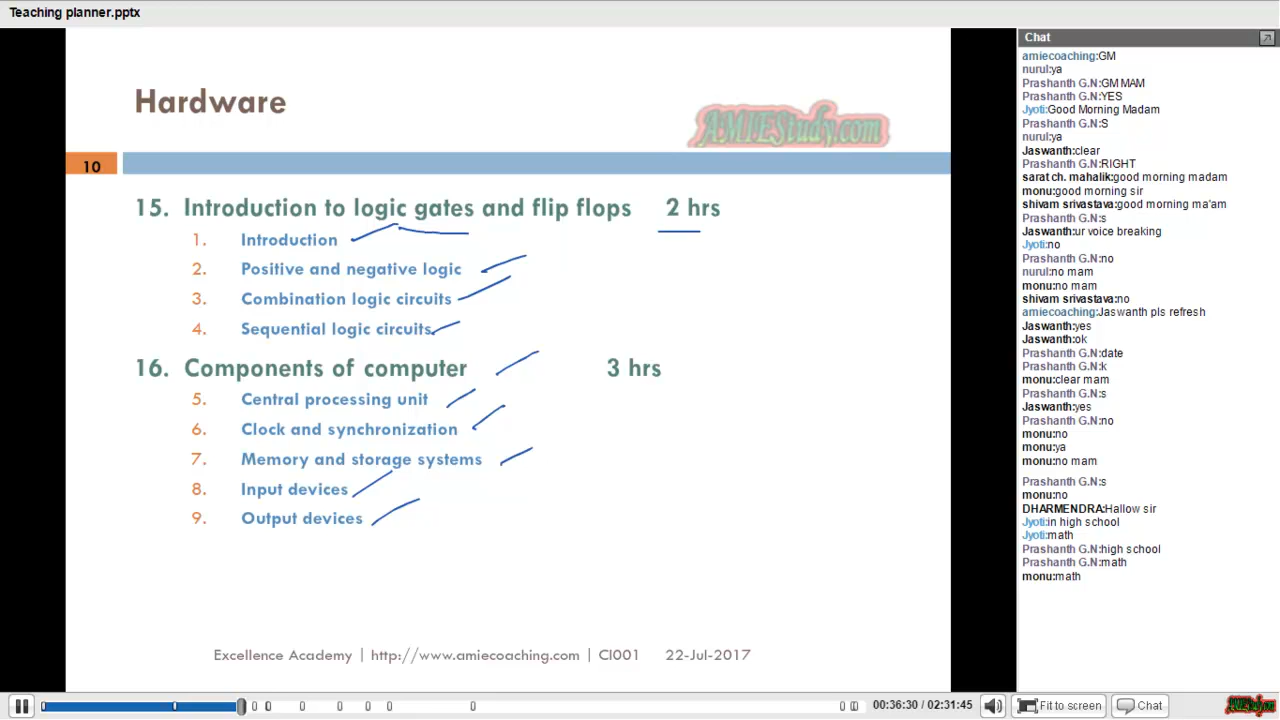 Teaching planner.pptx
Hardware
AMIEStudy.com
10
15. Introduction to logic gates and flip flops 2 hrs
1. Introduction
2. Positive and negative logic
3. Combination logic circuits
4. Sequential logic circuits
16. Components of computer 3 hrs
5. Central processing unit
6. Clock and synchronization
7. Memory and storage systems
8. Input devices
9. Output devices
Excellence Academy | http://www.amiecoaching.com | CI001 22-Jul-2017
Chat
amiecoaching:GM
nurul:ya
Prashanth G.N:GM MAM
Prashanth G.N:YES
Jyoti:Good Morning Madam
Prashanth G.N:S
nurul:ya
Jaswanth:clear
Prashanth G.N:RIGHT
sarat ch. mahalik:good morning madam
monu:good morning sir
shivam srivastava:good morning ma'am
Prashanth G.N:s
Jaswanth:ur voice breaking
Jyoti:no
Prashanth G.N:no
nurul:no mam
monu:no mam
shivam srivastava:no
amiecoaching:Jaswanth pls refresh
Jaswanth:yes
Jaswanth:ok
Prashanth G.N:date
Prashanth G.N:k
monu:clear mam
Prashanth G.N:s
Jaswanth:yes
Prashanth G.N:no
monu:no
monu:ya
monu:no mam
Prashanth G.N:s
monu:no
DHARMENDRA:Hallow sir
Jyoti:in high school
Jyoti:math
Prashanth G.N:high school
Prashanth G.N:math
monu:math
00:36:30 / 02:31:45
Fit to screen
Chat
AMIEStudy.com